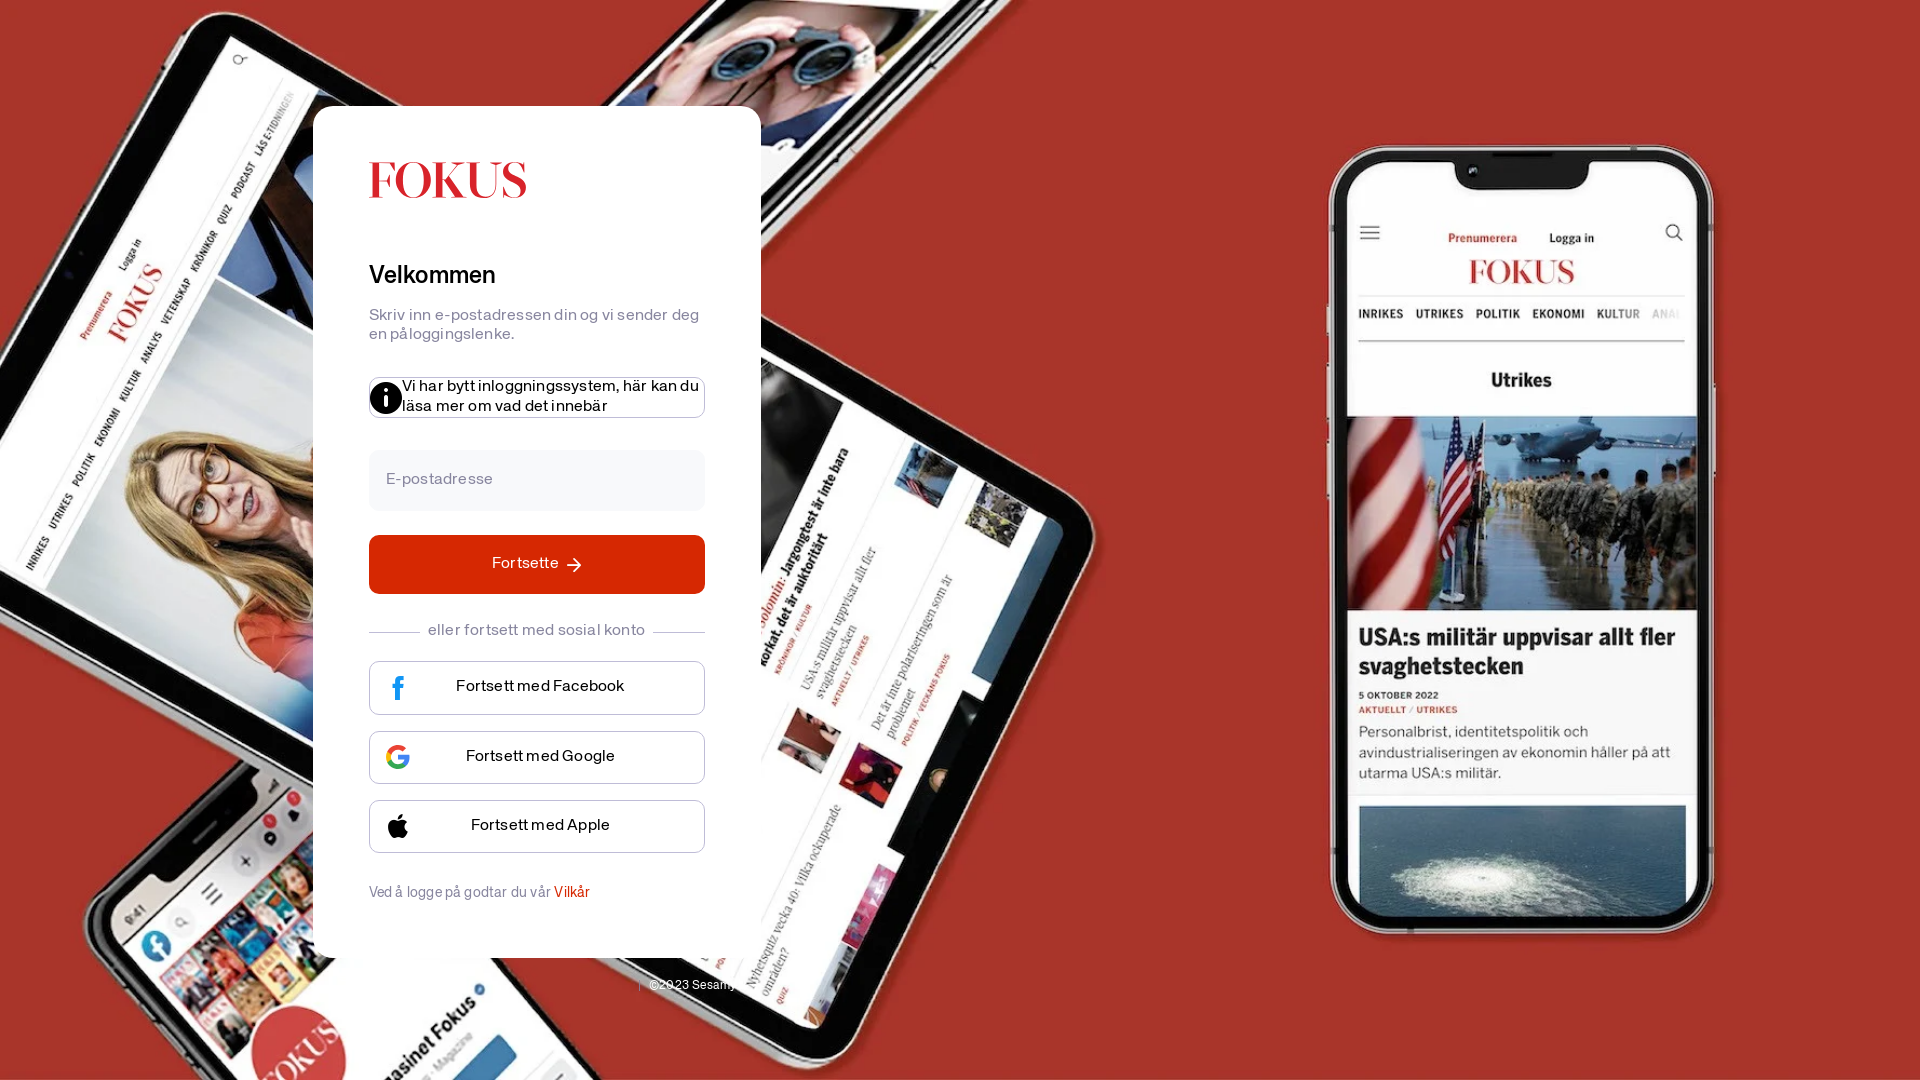 FOKUS
Velkommen
Skriv inn e-postadressen din og vi sender deg
en påloggingslenke.
Vi har bytt inloggningssystem, här kan du
läsa mer om vad det innebär
E-postadresse
Fortsette
eller fortsett med sosial konto
Fortsett med Facebook
Fortsett med Google
Fortsett med Apple
Ved å logge på godtar du vår Vilkår
©2023 Sesamy
Prenumerera
Logga in
FOKUS
INRIKES UTRIKES POLITIK EKONOMI KULTUR ANALYS VETENSKAP KRÖNIKOR QUIZ PODCAST LÄS E-TIDNINGEN
Solomin: Jargongtest är inte bara
korkat, det är auktoritärt
KRÖNIKOR / KULTUR
USA:s militär uppvisar allt fler
svaghetstecken
AKTUELLT / UTRIKES
Det är inte polariseringen som är
problemet
POLITIK / VECKANS FOKUS
Nyhetsquiz vecka 40: Vilka ockuperade
områden?
QUIZ
9:41
FOKUS
gasinet Fokus
Magazine
Prenumerera Logga in
FOKUS
INRIKES UTRIKES POLITIK EKONOMI KULTUR ANAL
Utrikes
USA:s militär uppvisar allt fler
svaghetstecken
5 OKTOBER 2022
AKTUELLT / UTRIKES
Personalbrist, identitetspolitik och
avindustrialiseringen av ekonomin håller på att
utarma USA:s militär.